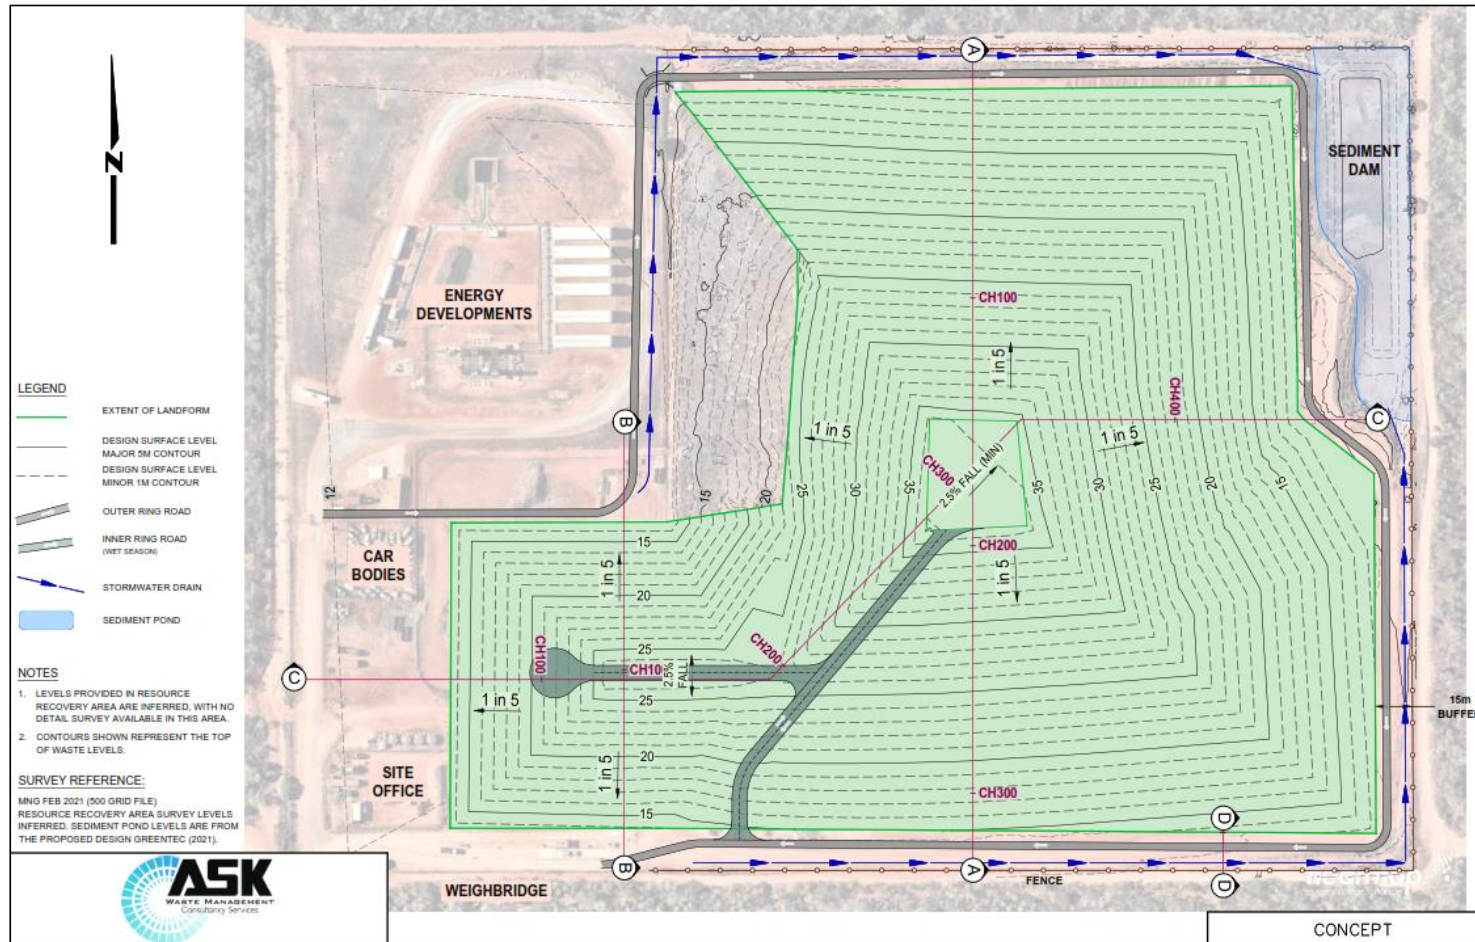 A
SEDIMENT
DAM
N
ENERGY
DEVELOPMENTS
CH100
LEGEND
EXTENT OF LANDFORM
DESIGN SURFACE LEVEL
MAJOR 5M CONTOUR
DESIGN SURFACE LEVEL
MINOR 1M CONTOUR
OUTER RING ROAD
INNER RING ROAD
(WET SEASON)
STORMWATER DRAIN
SEDIMENT POND
1 in 5
CH400
B
C
1 in 5
1 in 5
CH300
2.5% FALL (MIN)
12
15
20
25
30
35
35
30
25
20
15
CAR
BODIES
15
1 in 5
20
CH200
1 in 5
25
CH100
CH10
2.5%
FALL
CH200
C
25
1 in 5
NOTES
1. LEVELS PROVIDED IN RESOURCE
RECOVERY AREA ARE INFERRED, WITH NO
DETAIL SURVEY AVAILABLE IN THIS AREA.
2. CONTOURS SHOWN REPRESENT THE TOP
OF WASTE LEVELS.
15m
BUFFE
SITE
OFFICE
20
1 in 5
15
CH300
D
SURVEY REFERENCE:
MNG FEB 2021 (500 GRID FILE)
RESOURCE RECOVERY AREA SURVEY LEVELS
INFERRED. SEDIMENT POND LEVELS ARE FROM
THE PROPOSED DESIGN GREENTEC (2021).
B
A
D
FENCE
WEIGHBRIDGE
ASK
WASTE MANAGEMENT
Consultancy Services
CONCEPT